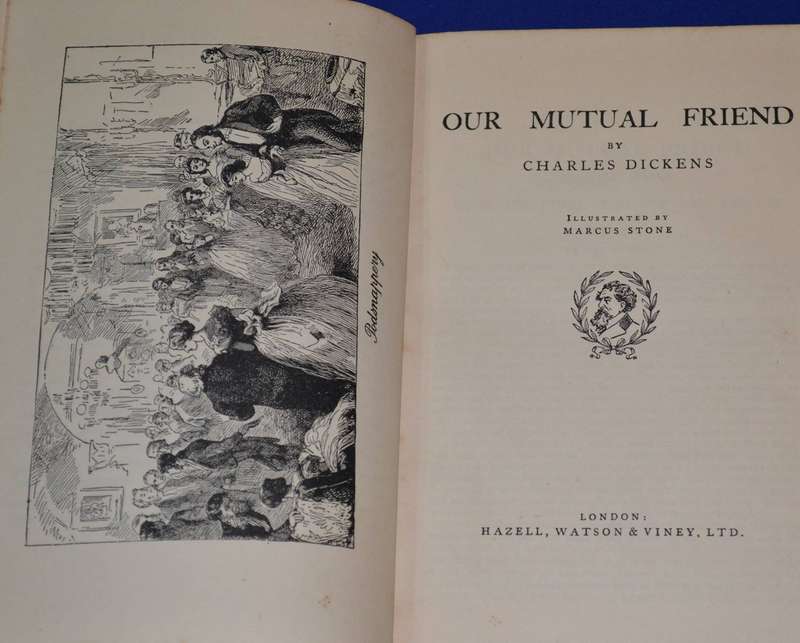 Podsnappery
OUR MUTUAL FRIEND
BY
CHARLES DICKENS
ILLUSTRATED BY
MARCUS STONE
LONDON:
HAZELL, WATSON & VINEY, LTD.